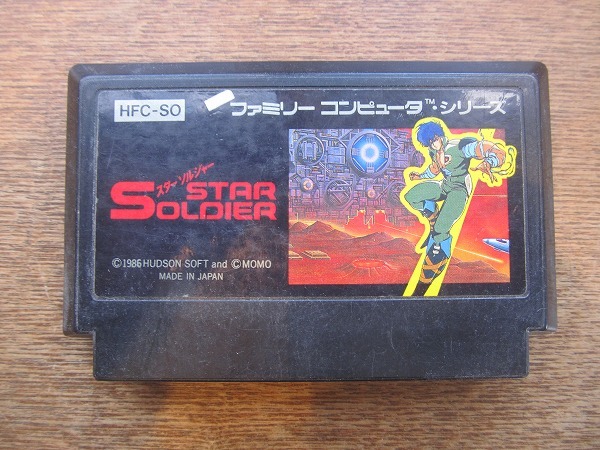 HFC-SO
ファミリー コンピュータ™・シリーズ
スターソルジャー
STAR
SOLDIER
©1986 HUDSON SOFT and ©MOMO
MADE IN JAPAN